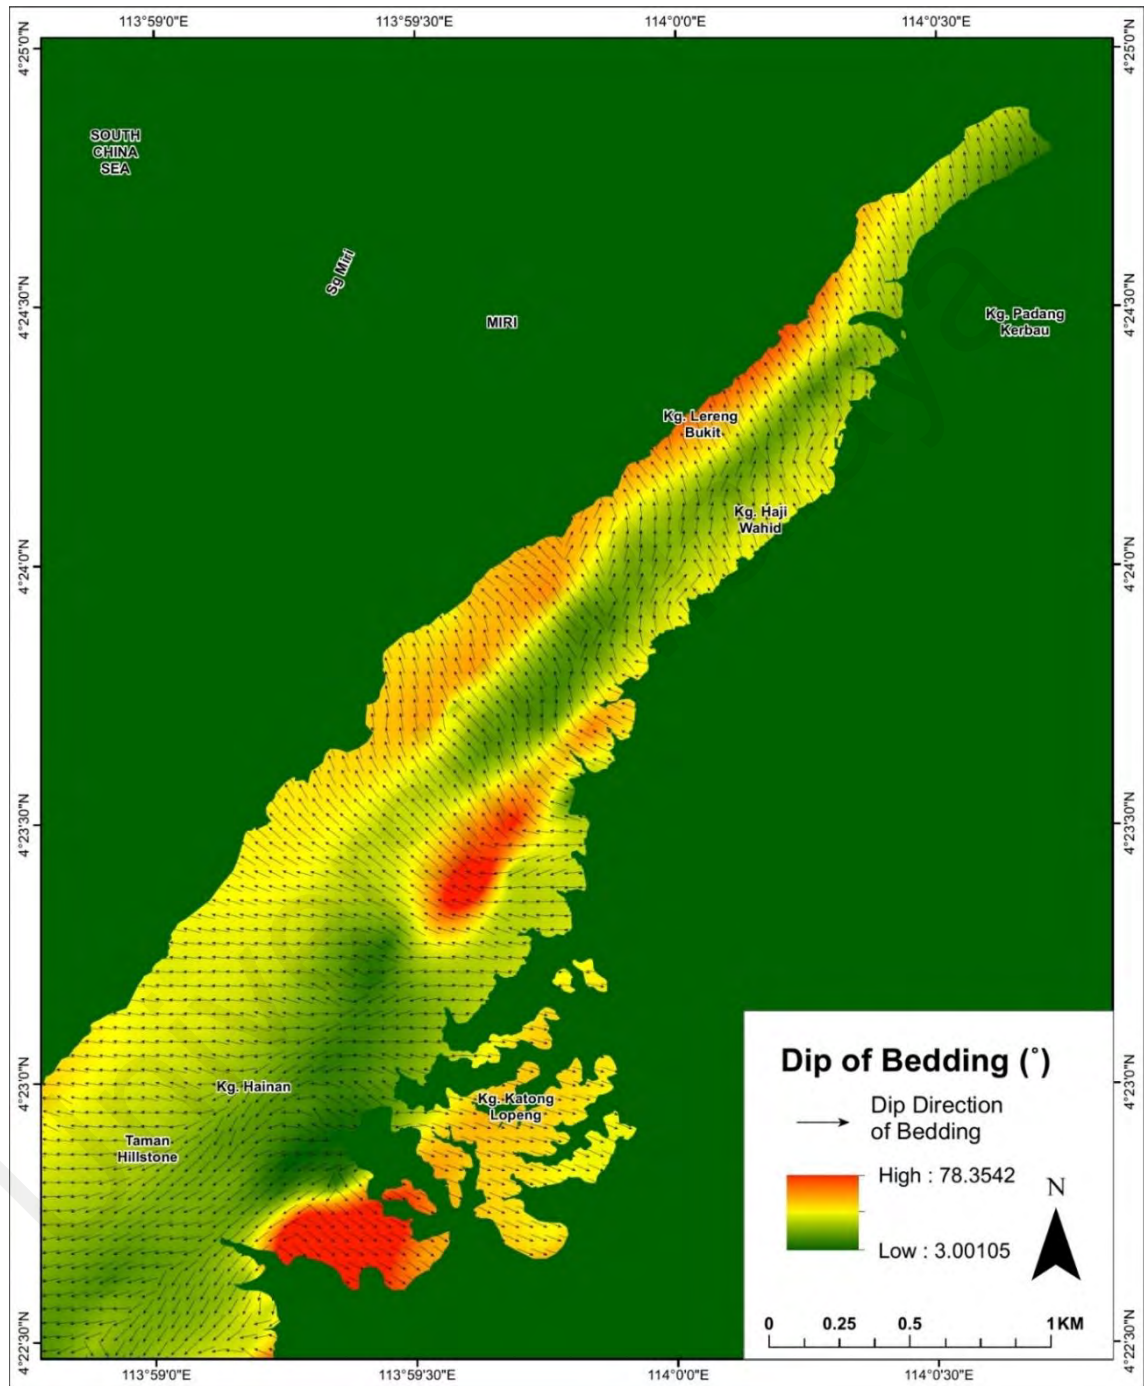 113°59'0"E
113°59'30"E
114°0'0"E
114°0'30"E
4°25'0"N
4°25'0"N
SOUTH
CHINA
SEA
Sg Miri
4°24'30"N
4°24'30"N
MIRI
Kg. Padang
Kerbau
Kg. Lereng
Bukit
Kg. Haji
Wahid
4°24'0"N
4°24'0"N
4°23'30"N
4°23'30"N
4°23'0"N
4°23'0"N
Kg. Hainan
Kg. Katong
Lopeng
Taman
Hillstone
Dip of Bedding (°)
Dip Direction
of Bedding
High : 78.3542
Low : 3.00105
N
0 0.25 0.5 1 KM
4°22'30"N
4°22'30"N
113°59'0"E
113°59'30"E
114°0'0"E
114°0'30"E